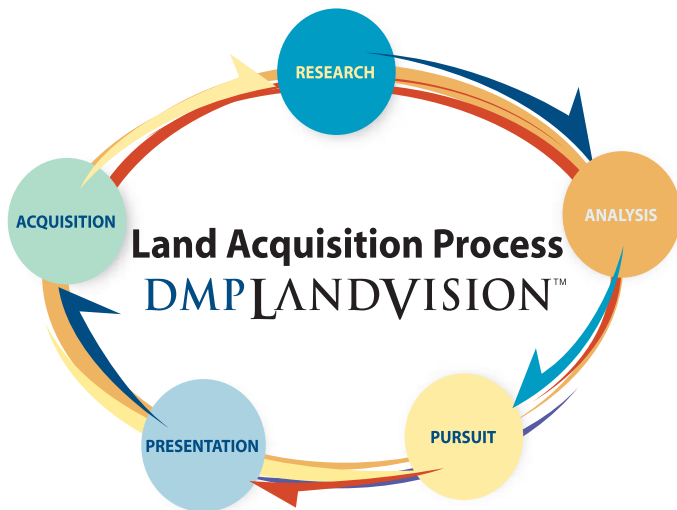 RESEARCH
ANALYSIS
ACQUISITION
Land Acquisition Process
DMPLANDVISION™
PURSUIT
PRESENTATION